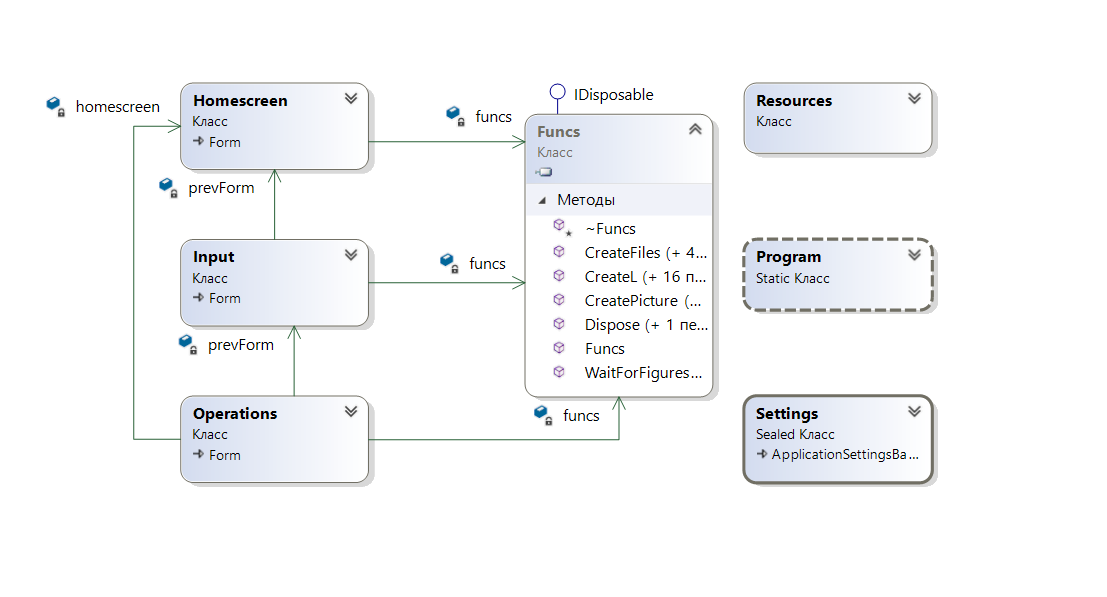 homescreen
Homescreen
Класс
Form
funcs
IDisposable
Funcs
Класс
Методы
~Funcs
CreateFiles (+ 4...
CreateL (+ 16 п...
CreatePicture (...
Dispose (+ 1 пе...
Funcs
WaitForFigures...
Resources
Класс
prevForm
Input
Класс
Form
funcs
Program
Static Класс
prevForm
Operations
Класс
Form
funcs
Settings
Sealed Класс
ApplicationSettingsBa...